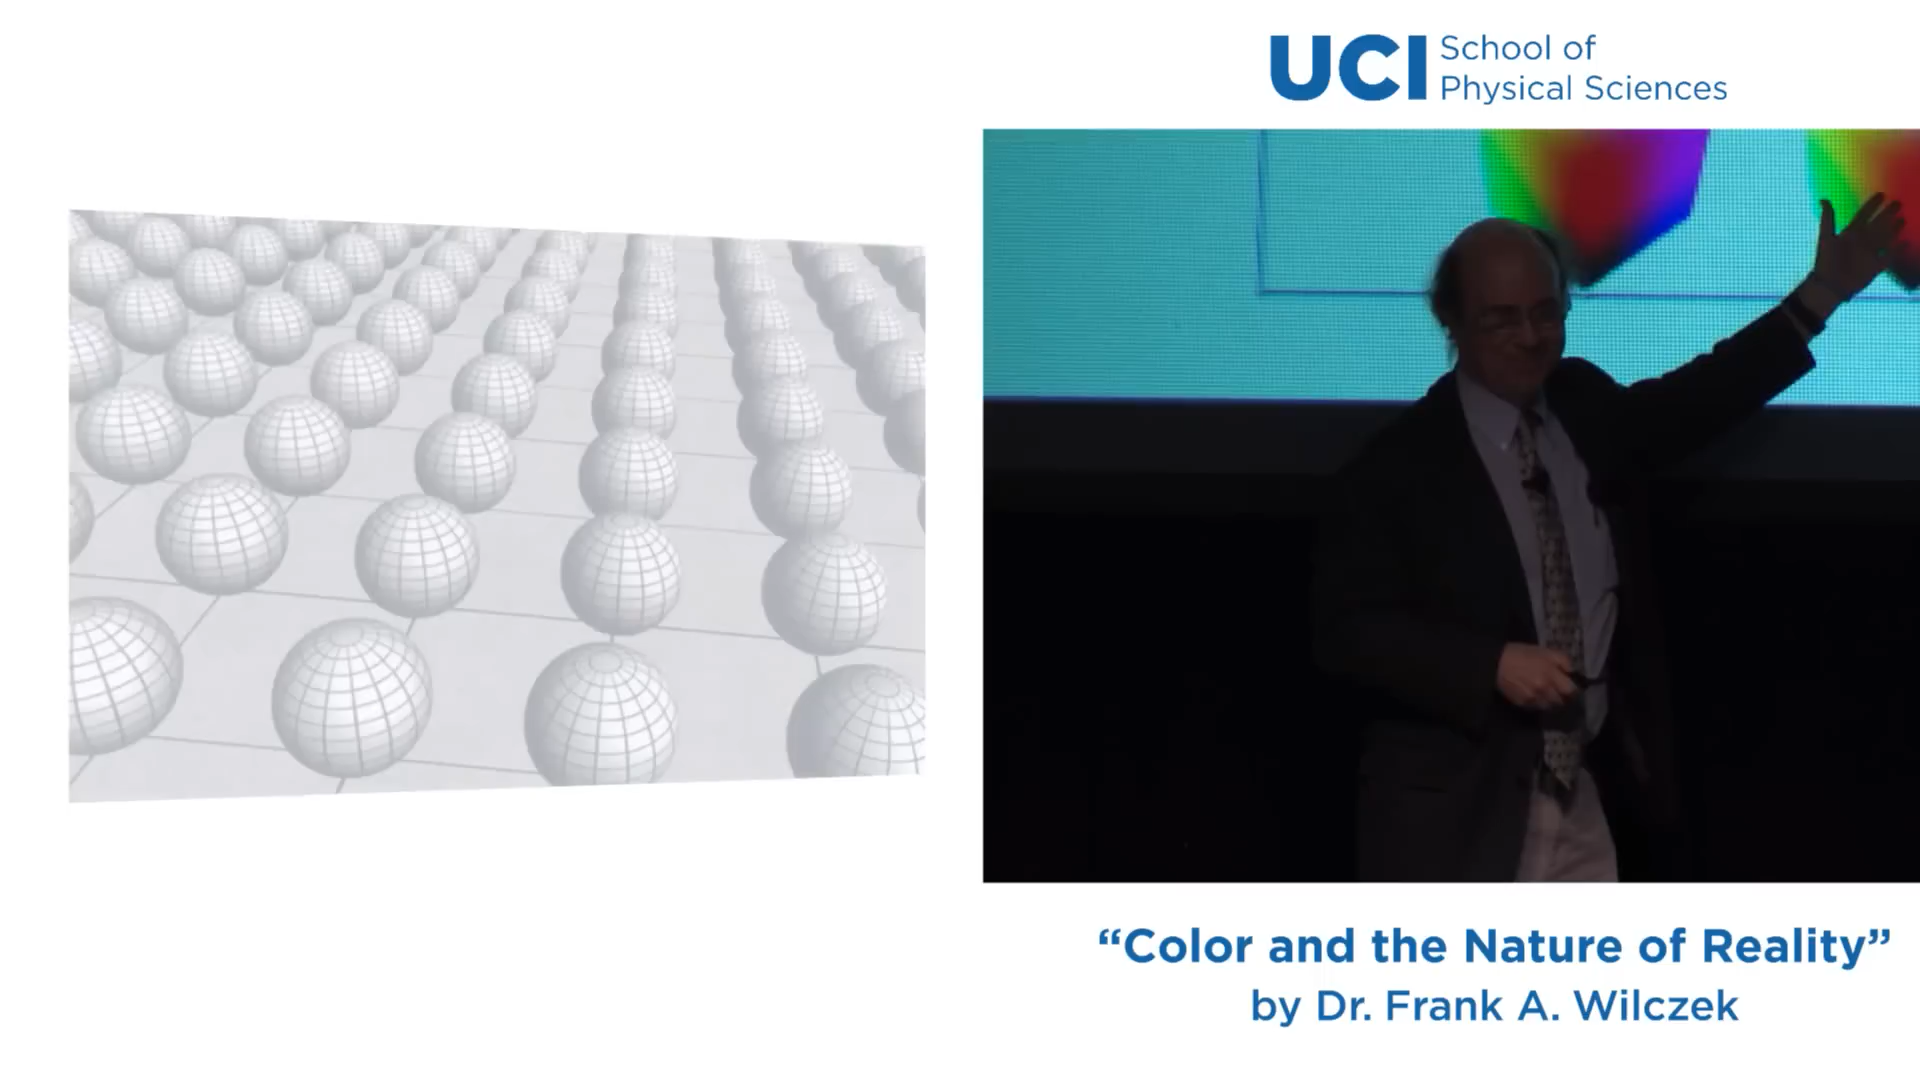 UCI School of
Physical Sciences
“Color and the Nature of Reality”
by Dr. Frank A. Wilczek